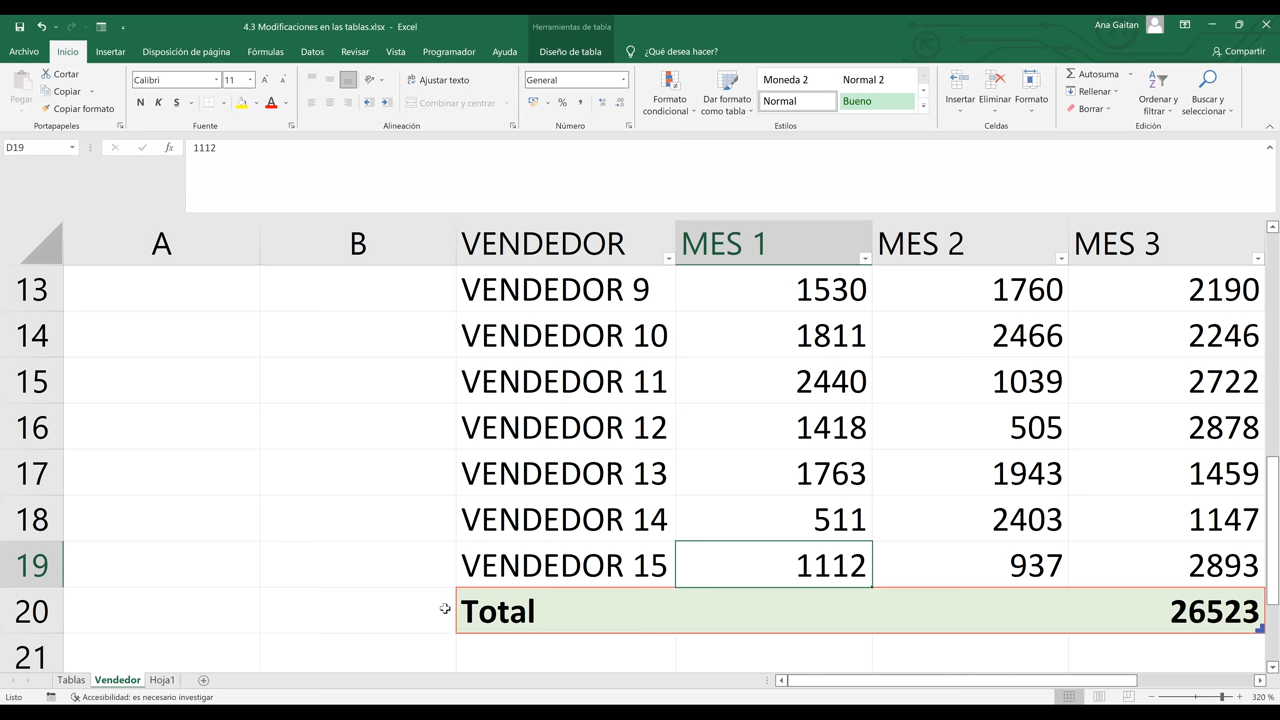 4.3 Modificaciones en las tablas.xlsx - Excel
Herramientas de tabla
Ana Gaitan
Archivo Inicio Insertar Disposición de página Fórmulas Datos Revisar Vista Programador Ayuda Diseño de tabla ¿Qué desea hacer? Compartir
Pegar
Cortar
Copiar
Copiar formato
Portapapeles
Calibri 11
N K S
Fuente
Ajustar texto
Combinar y centrar
Alineación
General
% 
Número
Formato condicional
Dar formato como tabla
Moneda 2 Normal 2
Normal Bueno
Estilos
Insertar Eliminar Formato
Celdas
Autosuma
Rellenar
Borrar
Ordenar y filtrar
Buscar y seleccionar
Edición
D19 fx 1112
A B VENDEDOR MES 1 MES 2 MES 3
13 VENDEDOR 9 1530 1760 2190
14 VENDEDOR 10 1811 2466 2246
15 VENDEDOR 11 2440 1039 2722
16 VENDEDOR 12 1418 505 2878
17 VENDEDOR 13 1763 1943 1459
18 VENDEDOR 14 511 2403 1147
19 VENDEDOR 15 1112 937 2893
20 Total 26523
21
Tablas Vendedor Hoja1
Listo Accesibilidad: es necesario investigar 320 %